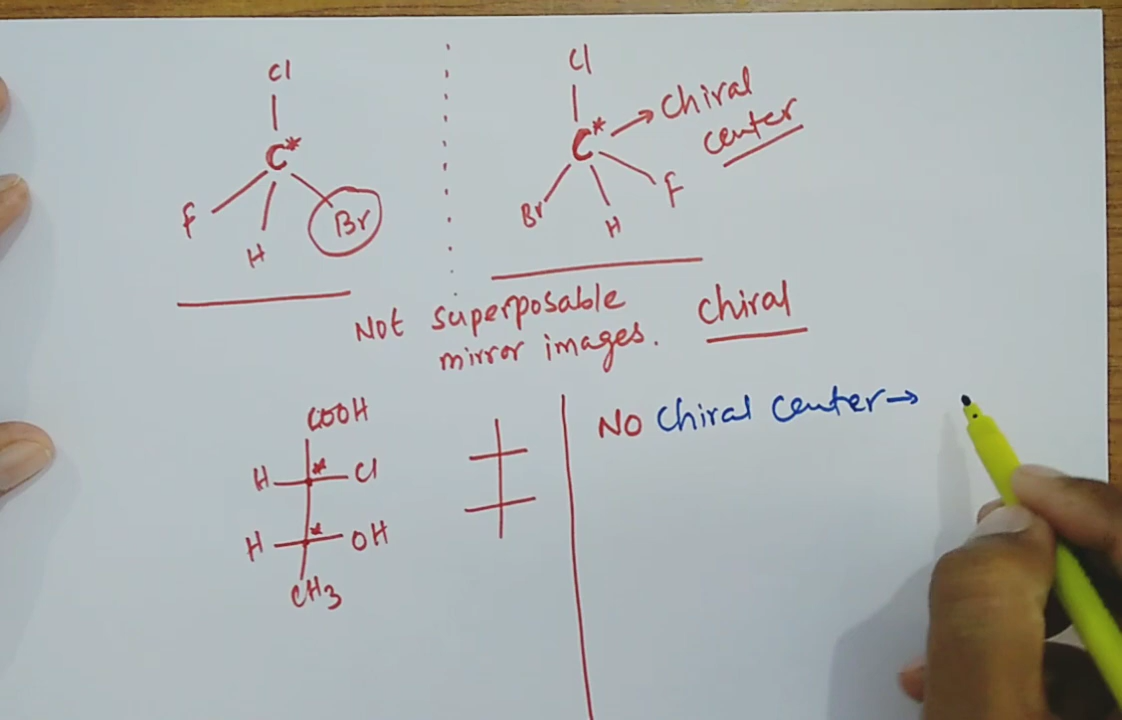 Cl
C*
F
H
Br
Cl
C*
Br
H
F
Chiral
center
Not superposable
mirror images.
chiral
COOH
H
*
Cl
H
*
OH
CH3
NO Chiral center→